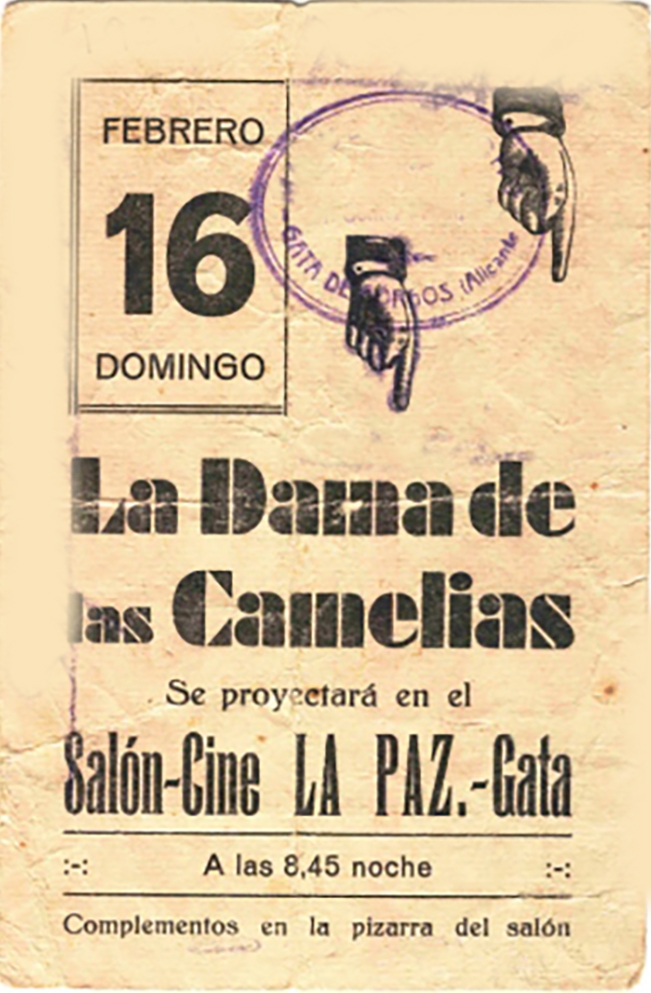 FEBRERO
16
DOMINGO
GATA DE GORGOS (Alicante
La Dama de
las Camelias
Se proyectará en el
Salón-Cine LA PAZ.-Gata
:-: A las 8,45 noche :-:
Complementos en la pizarra del salón